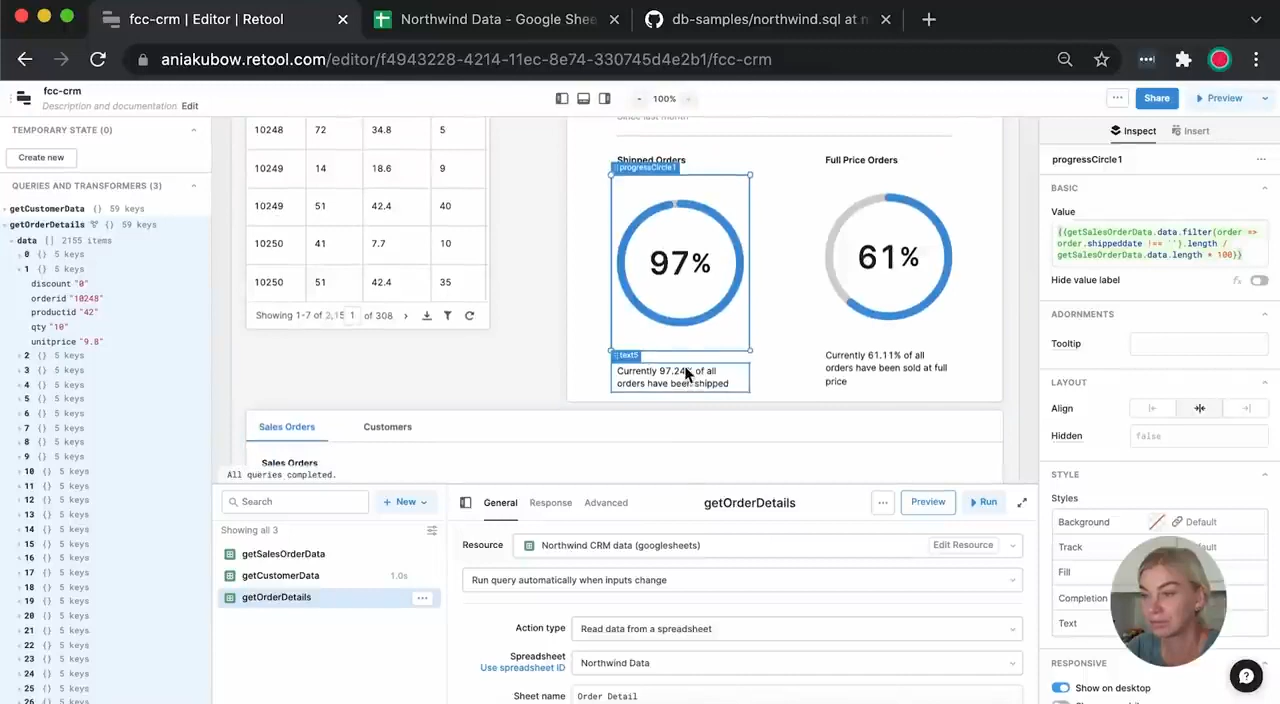 fcc-crm | Editor | Retool
Northwind Data - Google Shee
db-samples/northwind.sql at m
aniakubow.retool.com/editor/f4943228-4214-11ec-8e74-330745d4e2b1/fcc-crm
fcc-crm
Description and documentation Edit
- 100% +
Share
Preview
TEMPORARY STATE (0)
Create new
QUERIES AND TRANSFORMERS (3)
getCustomerData {} 59 keys
getOrderDetails {} 59 keys
data [] 2155 items
0 {} 5 keys
1 {} 5 keys
discount "0"
orderid "10248"
productid "42"
qty "10"
unitprice "9.8"
2 {} 5 keys
3 {} 5 keys
4 {} 5 keys
5 {} 5 keys
6 {} 5 keys
7 {} 5 keys
8 {} 5 keys
9 {} 5 keys
10 {} 5 keys
11 {} 5 keys
12 {} 5 keys
13 {} 5 keys
14 {} 5 keys
15 {} 5 keys
16 {} 5 keys
17 {} 5 keys
18 {} 5 keys
19 {} 5 keys
20 {} 5 keys
21 {} 5 keys
22 {} 5 keys
23 {} 5 keys
24 {} 5 keys
25 {} 5 keys
26 {} 5 keys
10248 72 34.8 5
10249 14 18.6 9
10249 51 42.4 40
10250 41 7.7 10
10250 51 42.4 35
Showing 1-7 of 2,15 1 of 308
Since last month
Shipped Orders
progressCircle1
97%
text5
Currently 97.24% of all
orders have been shipped
Full Price Orders
61%
Currently 61.11% of all
orders have been sold at full
price
Sales Orders
Customers
Sales Orders
All queries completed.
Search
+ New
Showing all 3
getSalesOrderData
getCustomerData 1.0s
getOrderDetails
General
Response
Advanced
getOrderDetails
Preview
Run
Resource
Northwind CRM data (googlesheets)
Edit Resource
Run query automatically when inputs change
Action type
Read data from a spreadsheet
Spreadsheet
Use spreadsheet ID
Northwind Data
Sheet name
Order Detail
Inspect
Insert
progressCircle1
BASIC
Value
{{getSalesOrderData.data.filter(order =>
order.shippeddate !== '').length /
getSalesOrderData.data.length * 100}}
Hide value label
fx
ADORNMENTS
Tooltip
LAYOUT
Align
Hidden
false
STYLE
Styles
Background
Default
Track
Fill
Completion
Text
RESPONSIVE
Show on desktop